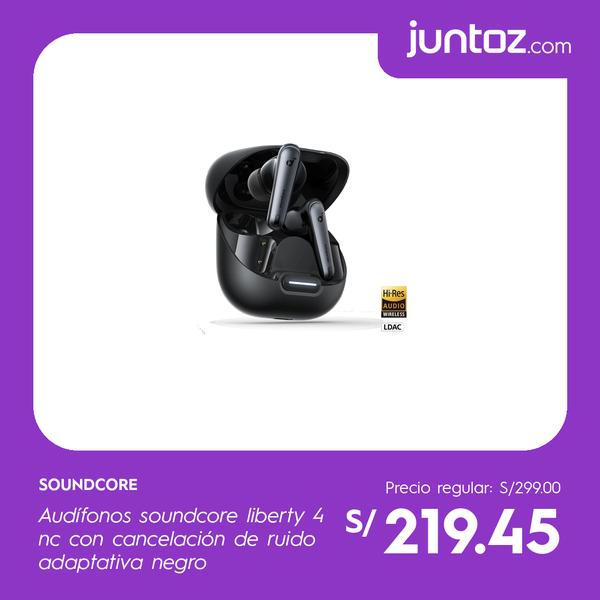 juntoz.com
Hi-Res
AUDIO
WIRELESS
LDAC
SOUNDCORE
Audífonos soundcore liberty 4
nc con cancelación de ruido
adaptativa negro
Precio regular: S/299.00
S/ 219.45